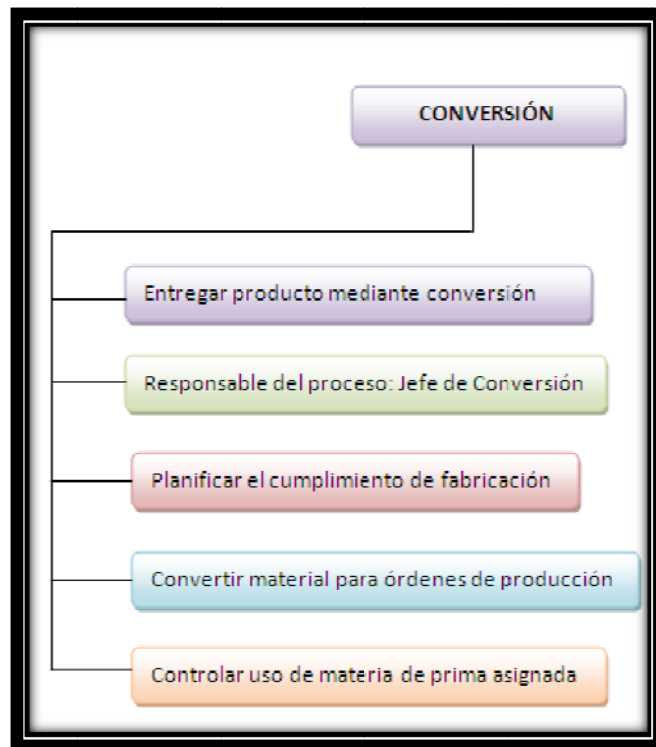 CONVERSIÓN
Entregar producto mediante conversión
Responsable del proceso: Jefe de Conversión
Planificar el cumplimiento de fabricación
Convertir material para órdenes de producción
Controlar uso de materia de prima asignada